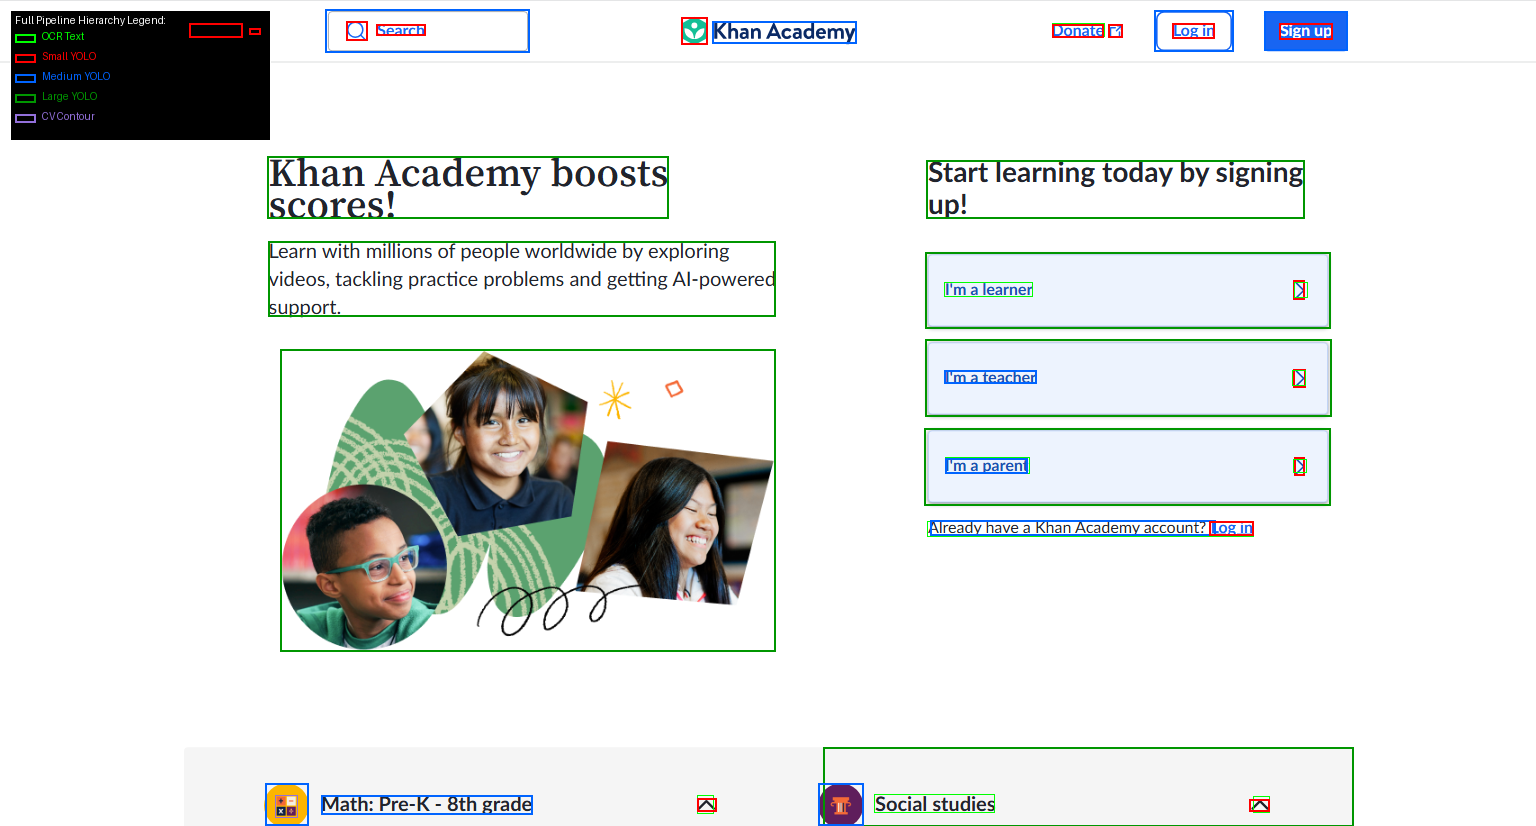 Full Pipeline Hierarchy Legend:
OCR Text
Small YOLO
Medium YOLO
Large YOLO
CV Contour
Search
Khan Academy
Donate
Log in
Sign up
Khan Academy boosts
scores!
Learn with millions of people worldwide by exploring
videos, tackling practice problems and getting AI-powered
support.
Start learning today by signing
up!
I'm a learner
I'm a teacher
I'm a parent
Already have a Khan Academy account? Log in
Math: Pre-K - 8th grade
Social studies